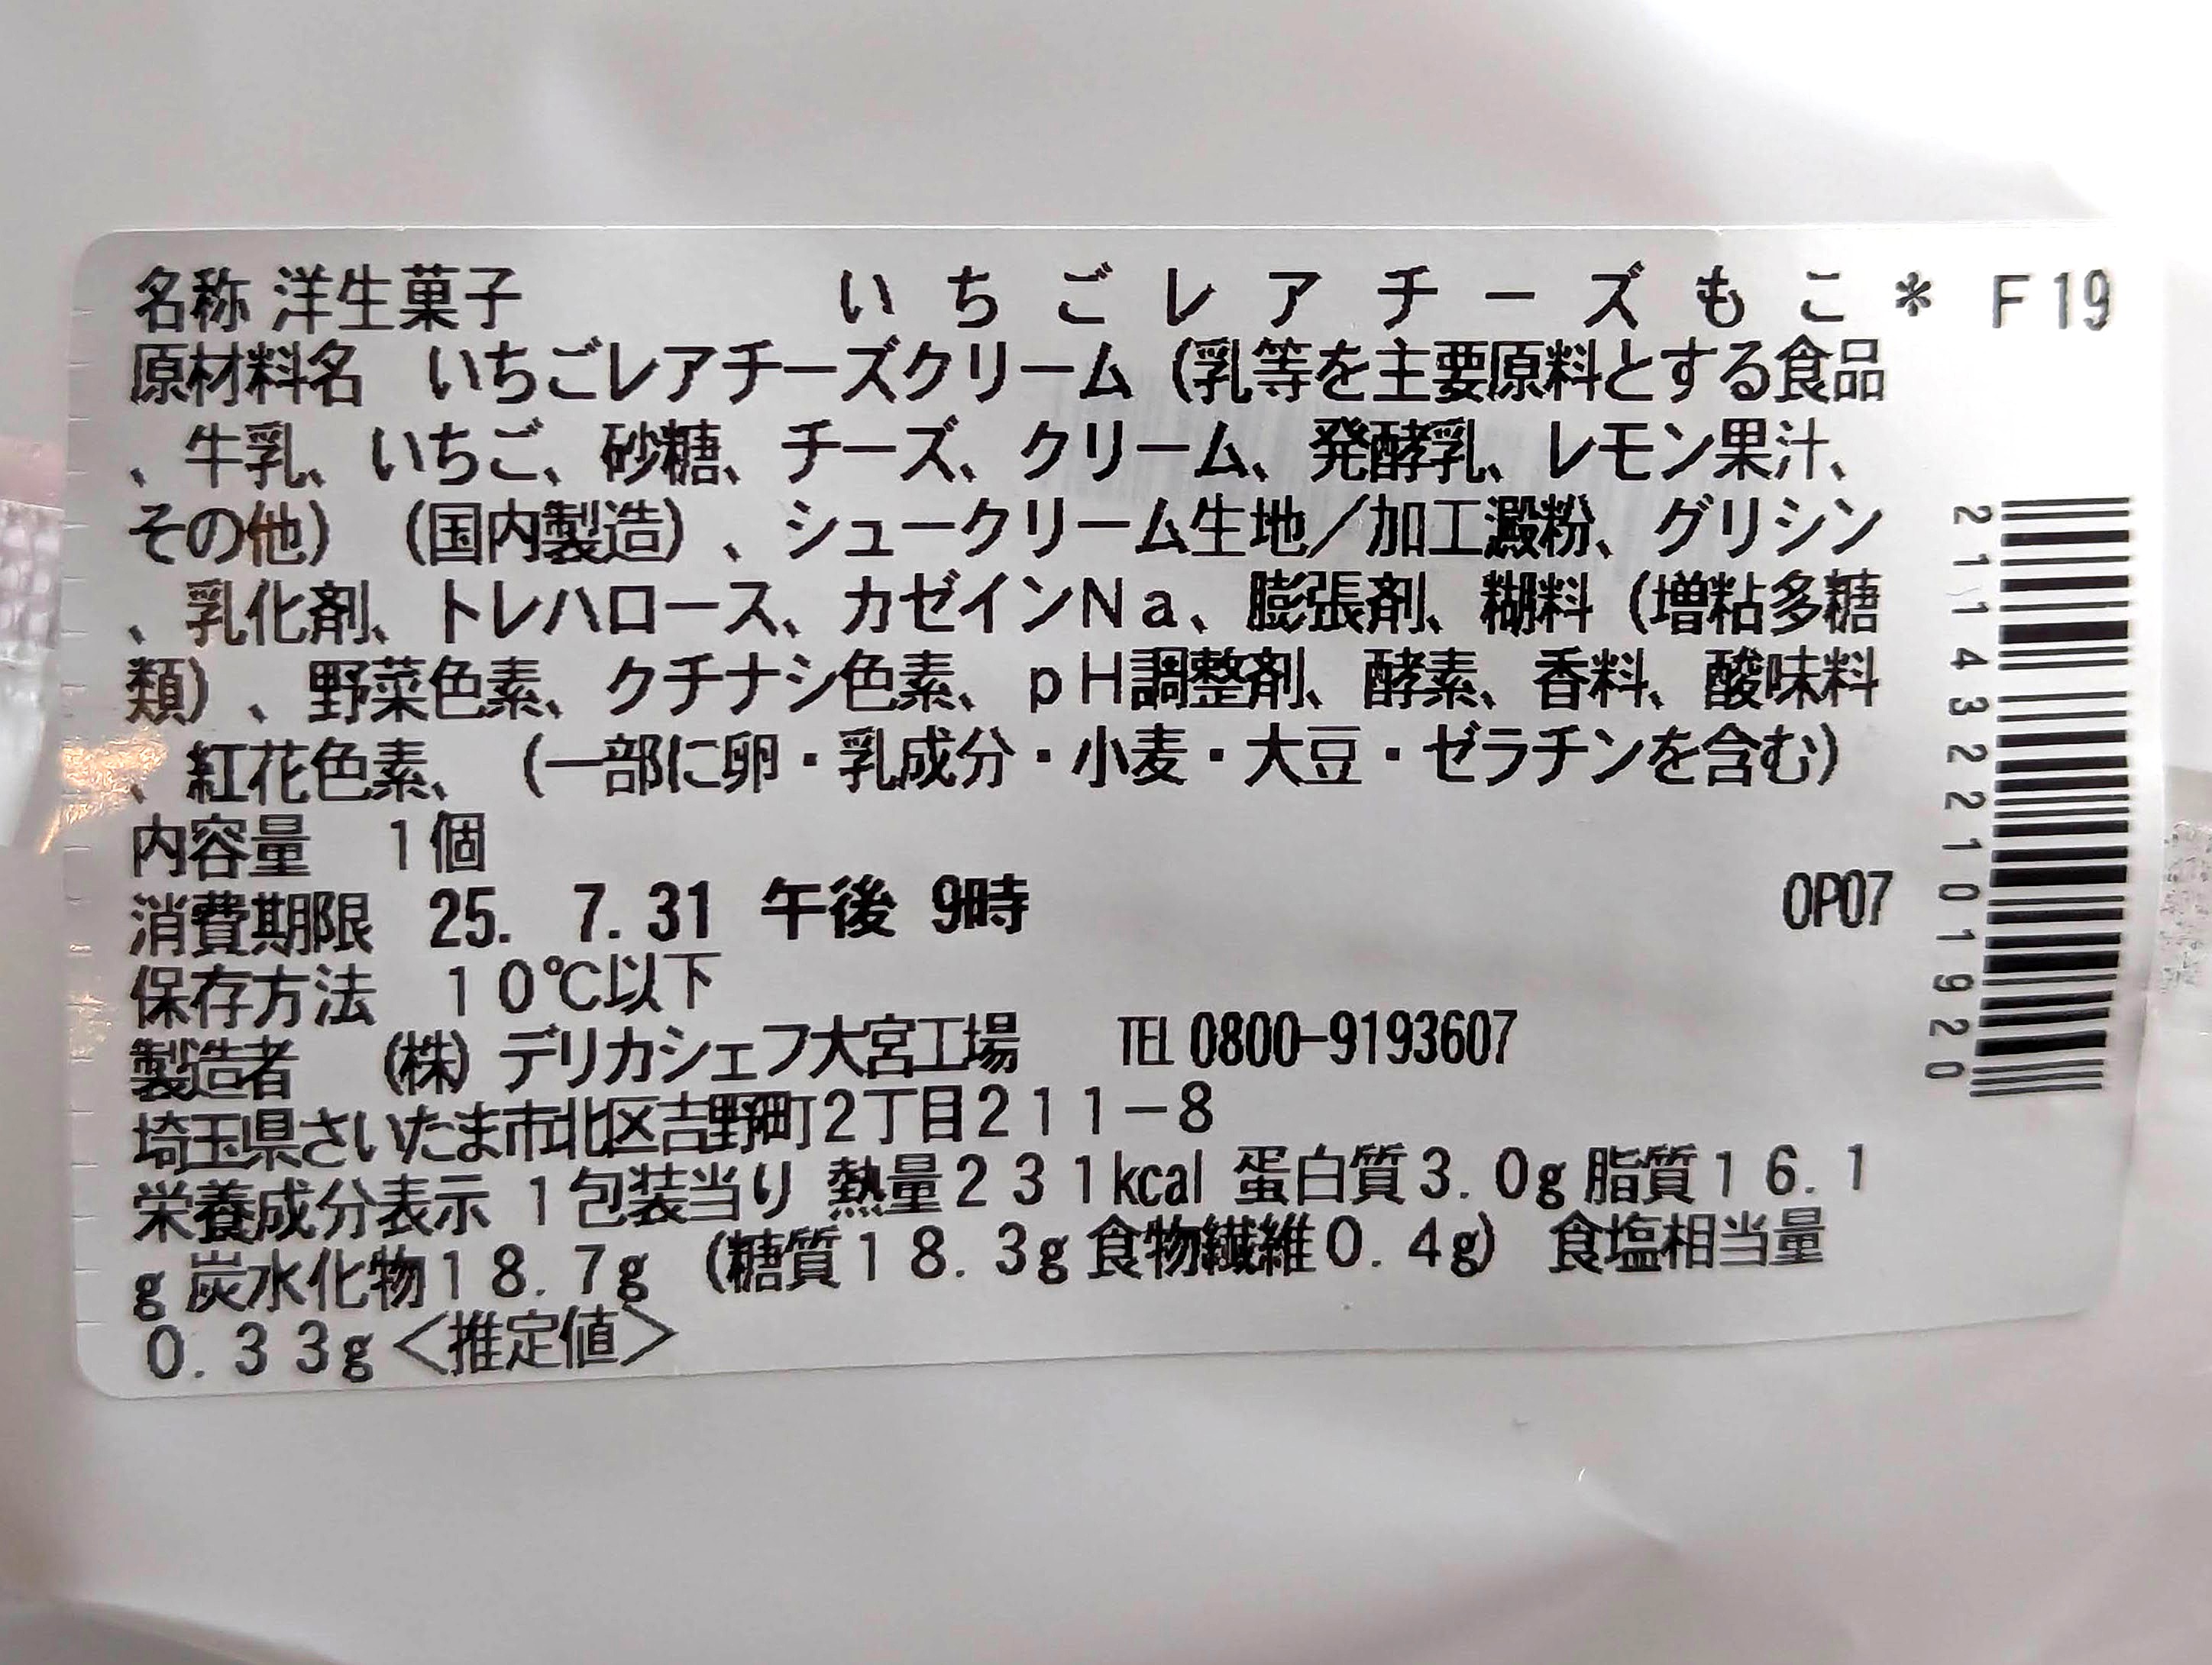 名称 洋生菓子 いちごレアチーズもこ* F19
原材料名 いちごレアチーズクリーム（乳等を主要原料とする食品
、牛乳、いちご、砂糖、チーズ、クリーム、発酵乳、レモン果汁、
その他）（国内製造）、シュークリーム生地／加工澱粉、グリシン
、乳化剤、トレハロース、カゼインNa、膨張剤、糊料（増粘多糖
類）、野菜色素、クチナシ色素、pH調整剤、酵素、香料、酸味料
、紅花色素、（一部に卵・乳成分・小麦・大豆・ゼラチンを含む）
内容量 1個
消費期限 25. 7.31 午後 9時 OP07
保存方法 10℃以下
製造者 (株)デリカシェフ大宮工場 TEL 0800-9193607
埼玉県さいたま市北区吉野町2丁目211－8
栄養成分表示 1包装当り 熱量231kcal 蛋白質3.0g 脂質16.1
g 炭水化物18.7g（糖質18.3g 食物繊維0.4g） 食塩相当量
0.33g＜推定値＞
2114322101920